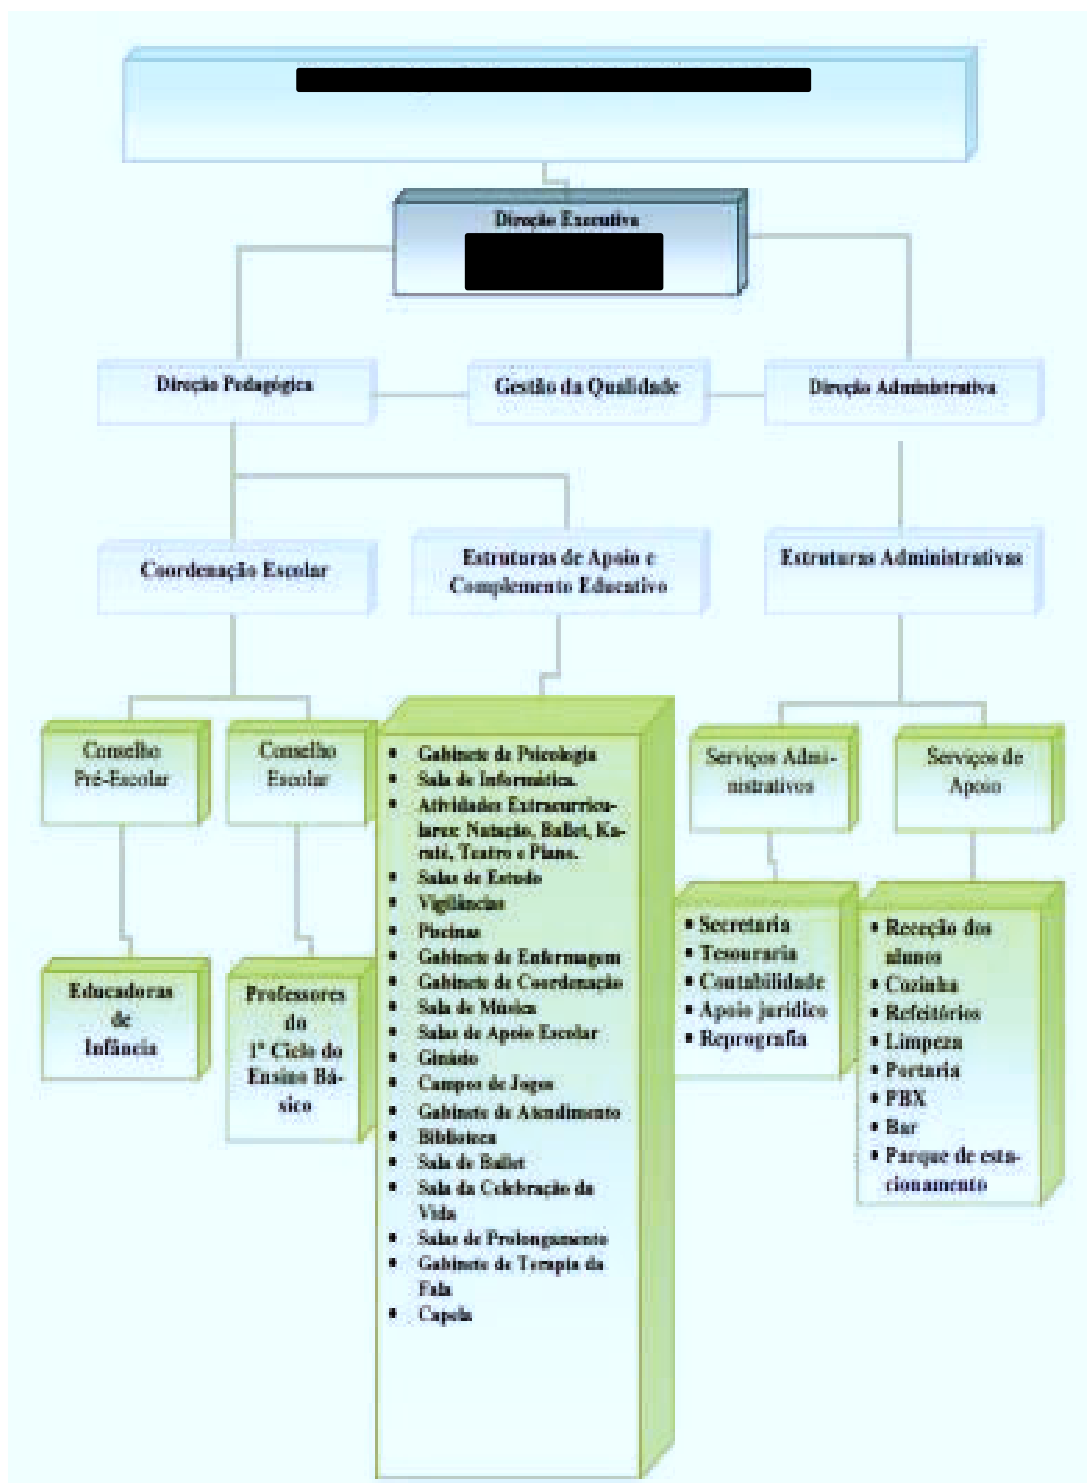 Direção Executiva
Direção Pedagógica
Gestão da Qualidade
Direção Administrativa
Coordenação Escolar
Estruturas de Apoio e
Complemento Educativo
Estruturas Administrativas
Conselho
Pré-Escolar
Conselho
Escolar
Educadoras
de
Infância
Professores
do
1º Ciclo do
Ensino Bá-
sico
• Gabinete de Psicologia
• Sala de Informática.
• Atividades Extracurricu-
lares: Natação, Ballet, Ka-
raté, Teatro e Piano.
• Salas de Estudo
• Vigilâncias
• Piscinas
• Gabinete de Enfermagem
• Gabinete de Coordenação
• Sala de Música
• Salas de Apoio Escolar
• Ginásio
• Campos de Jogos
• Gabinete de Atendimento
• Biblioteca
• Sala de Ballet
• Sala da Celebração da
Vida
• Salas de Prolongamento
• Gabinete de Terapia da
Fala
• Capela
Serviços Admi-
nistrativos
• Secretaria
• Tesouraria
• Contabilidade
• Apoio jurídico
• Reprografia
Serviços de
Apoio
• Receção dos
alunos
• Cozinha
• Refeitórios
• Limpeza
• Portaria
• PBX
• Bar
• Parque de esta-
cionamento